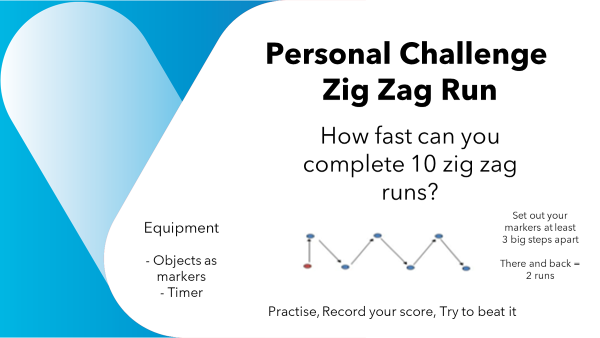 Personal Challenge
Zig Zag Run
How fast can you
complete 10 zig zag
runs?
Equipment
- Objects as
markers
- Timer
Set out your
markers at least
3 big steps apart
There and back =
2 runs
Practise, Record your score, Try to beat it